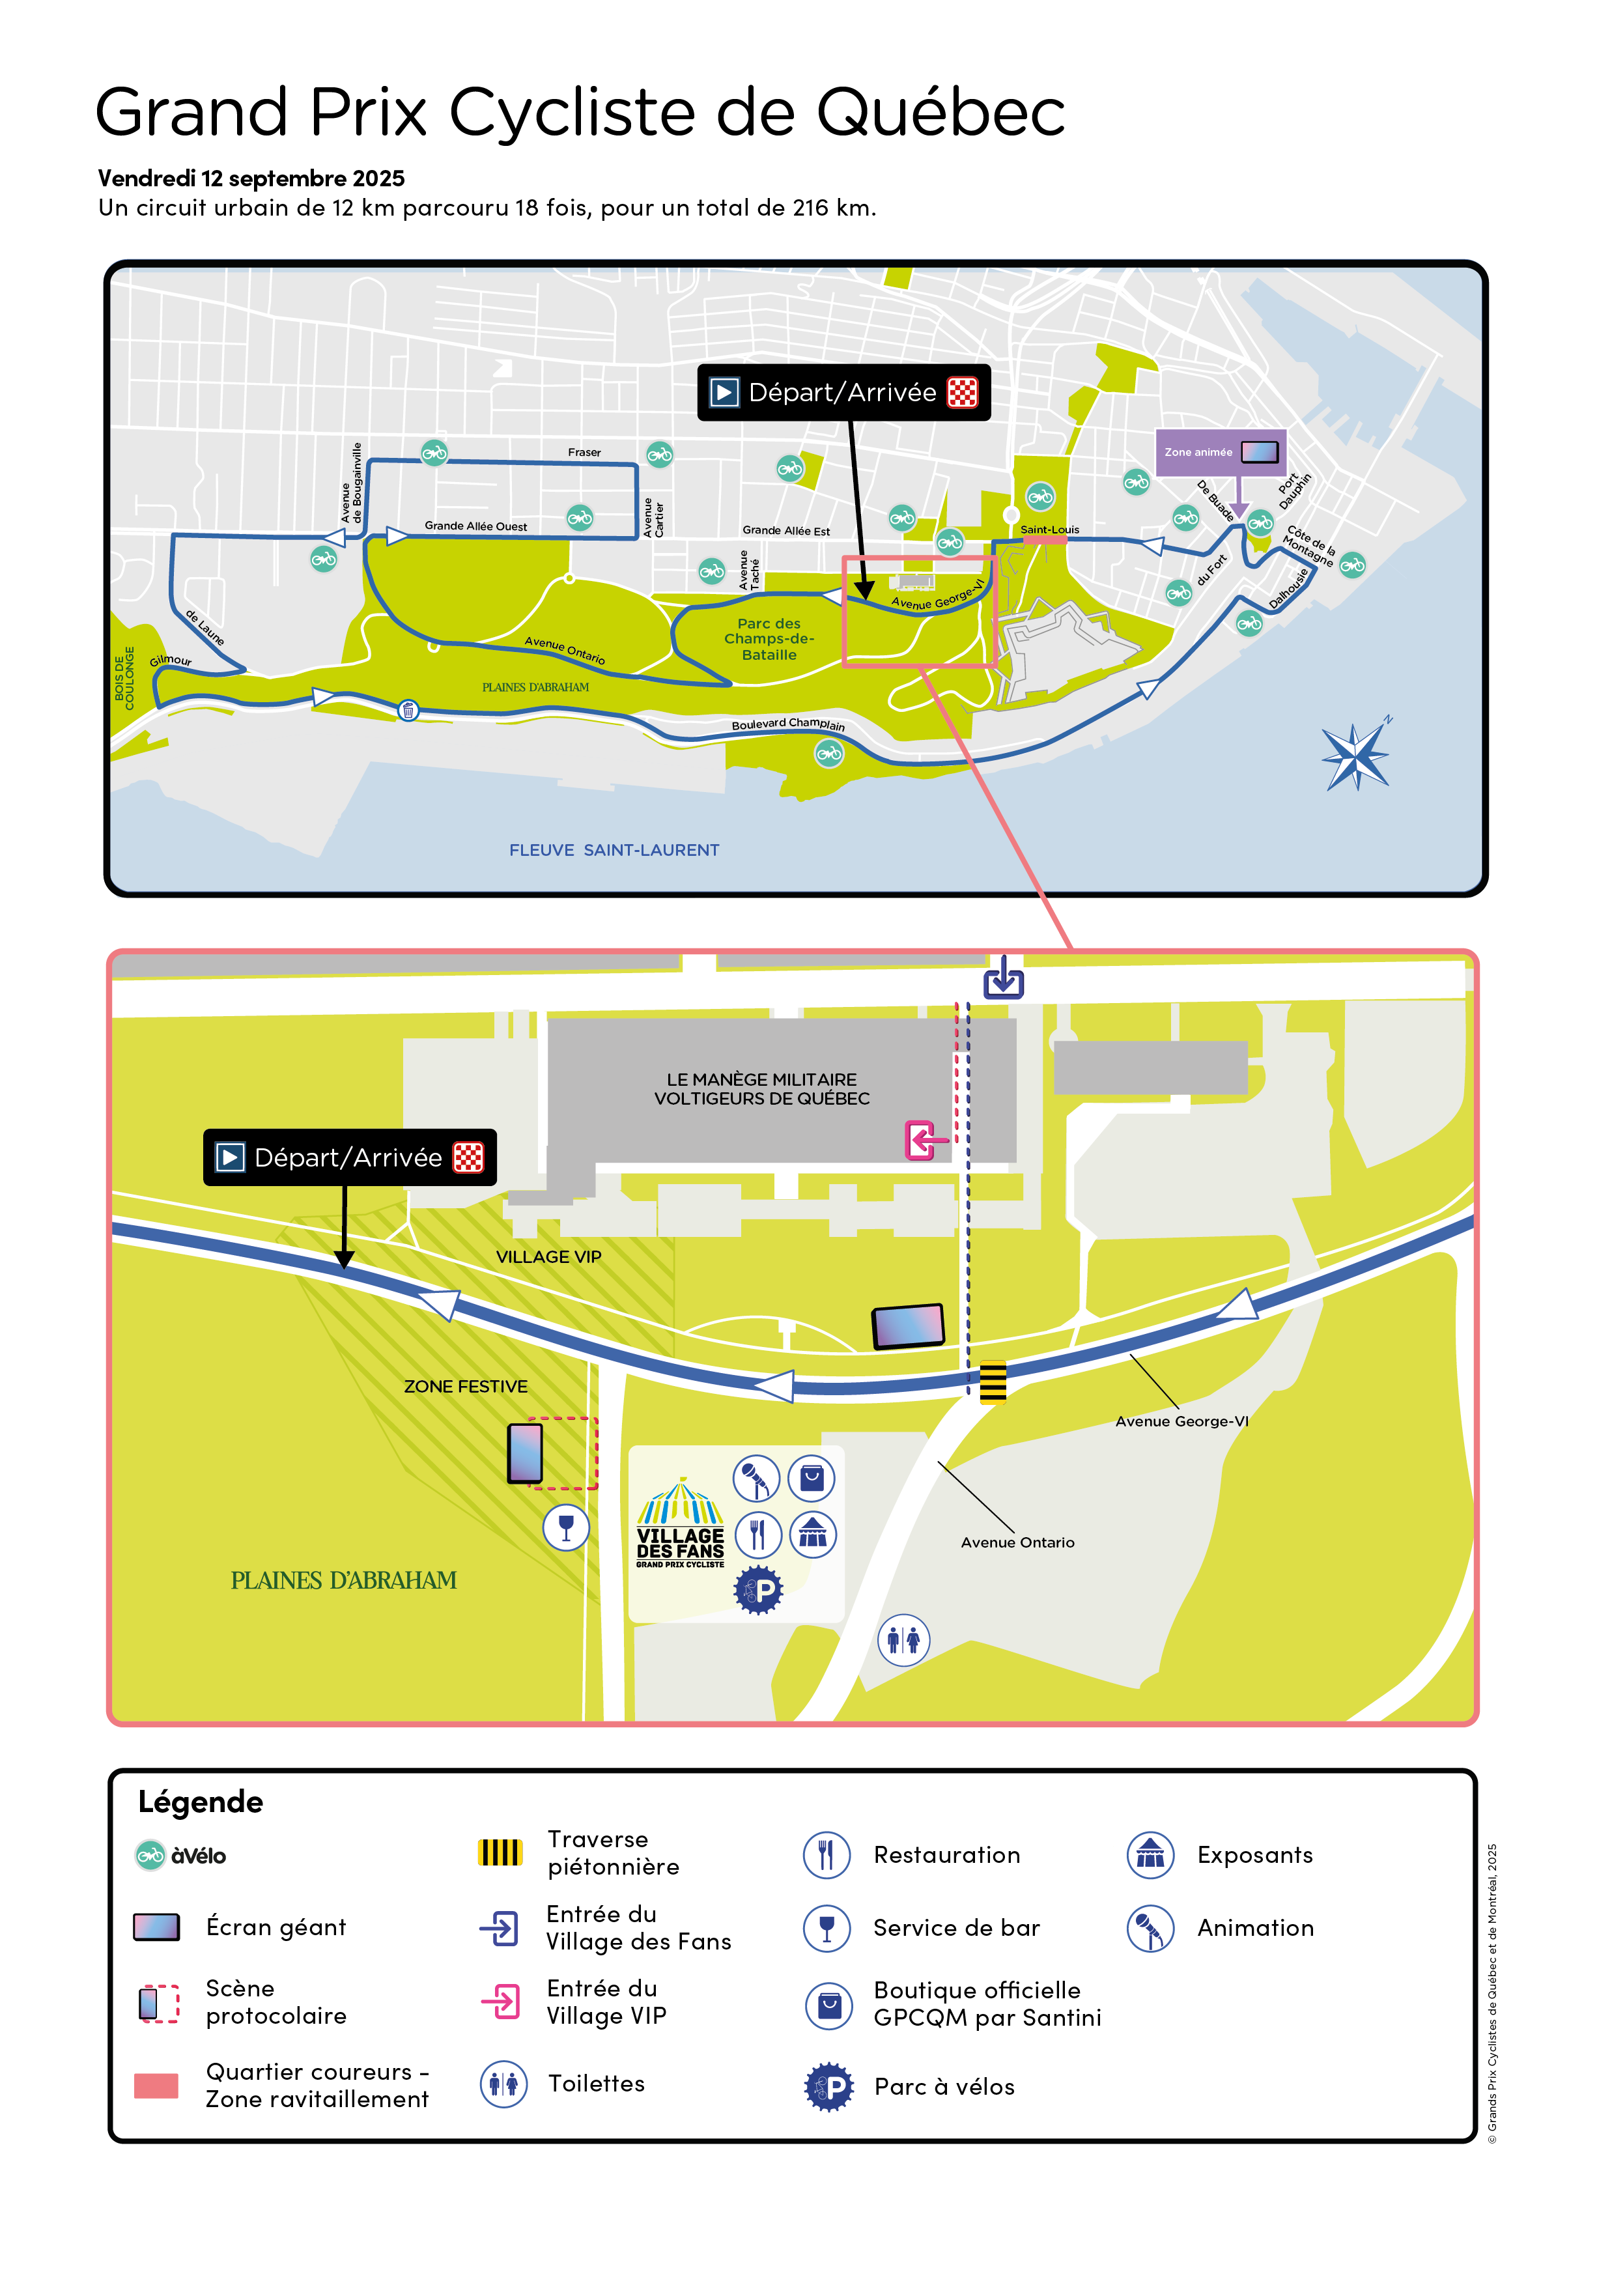 Grand Prix Cycliste de Québec
Vendredi 12 septembre 2025
Un circuit urbain de 12 km parcouru 18 fois, pour un total de 216 km.
Départ/Arrivée
Zone animée
Avenue
de Bougainville
Fraser
Grande Allée Ouest
Avenue
Cartier
Grande Allée Est
Avenue
Taché
Saint-Louis
De Buade
Port
Dauphin
Côte de la
Montagne
du Fort
Dalhousie
Avenue George-VI
Parc des
Champs-de-
Bataille
de Laune
Gilmour
BOIS DE
COULONGE
Avenue Ontario
PLAINES D'ABRAHAM
Boulevard Champlain
N
FLEUVE SAINT-LAURENT
LE MANÈGE MILITAIRE
VOLTIGEURS DE QUÉBEC
Départ/Arrivée
VILLAGE VIP
ZONE FESTIVE
Avenue George-VI
VILLAGE
DES FANS
GRAND PRIX CYCLISTE
P
Avenue Ontario
PLAINES D'ABRAHAM
Légende
àVélo
Écran géant
Scène
protocolaire
Quartier coureurs -
Zone ravitaillement
Traverse
piétonnière
Entrée du
Village des Fans
Entrée du
Village VIP
Toilettes
Restauration
Service de bar
Boutique officielle
GPCQM par Santini
P
Parc à vélos
Exposants
Animation
© Grands Prix Cyclistes de Québec et de Montréal, 2025